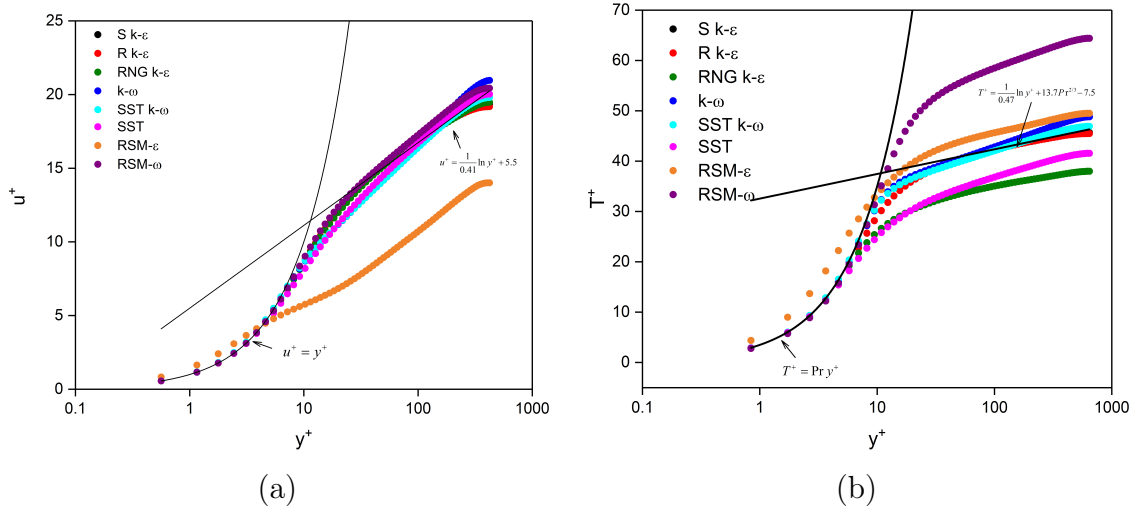 25
20
15
10
5
0
u⁺
0.1
1
10
100
1000
y⁺
S k-ε
R k-ε
RNG k-ε
k-ω
SST k-ω
SST
RSM-ε
RSM-ω
u⁺ = 1/0.41 ln y⁺ + 5.5
u⁺ = y⁺
(a)
70
60
50
40
30
20
10
0
T⁺
0.1
1
10
100
1000
y⁺
S k-ε
R k-ε
RNG k-ε
k-ω
SST k-ω
SST
RSM-ε
RSM-ω
T⁺ = 1/0.47 ln y⁺ + 13.7Pr²ᐟ³ − 7.5
T⁺ = Pr y⁺
(b)